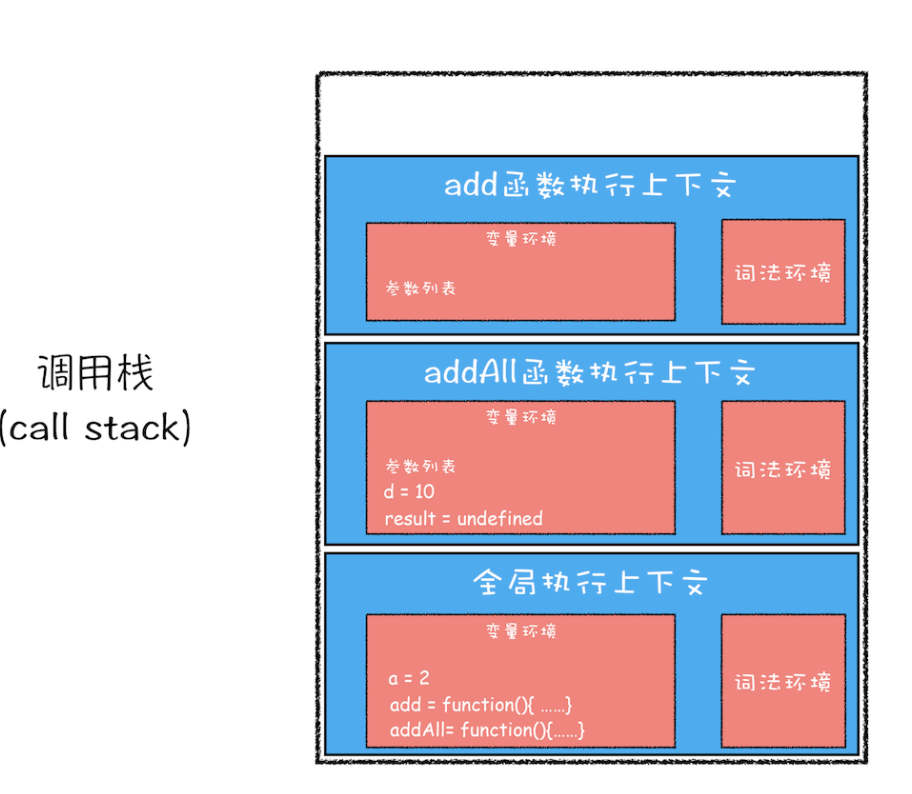 add函数执行上下文
变量环境
参数列表
词法环境
调用栈
(call stack)
addAll函数执行上下文
变量环境
参数列表
d = 10
result = undefined
词法环境
全局执行上下文
变量环境
a = 2
add = function(){ ......}
addAll= function(){......}
词法环境